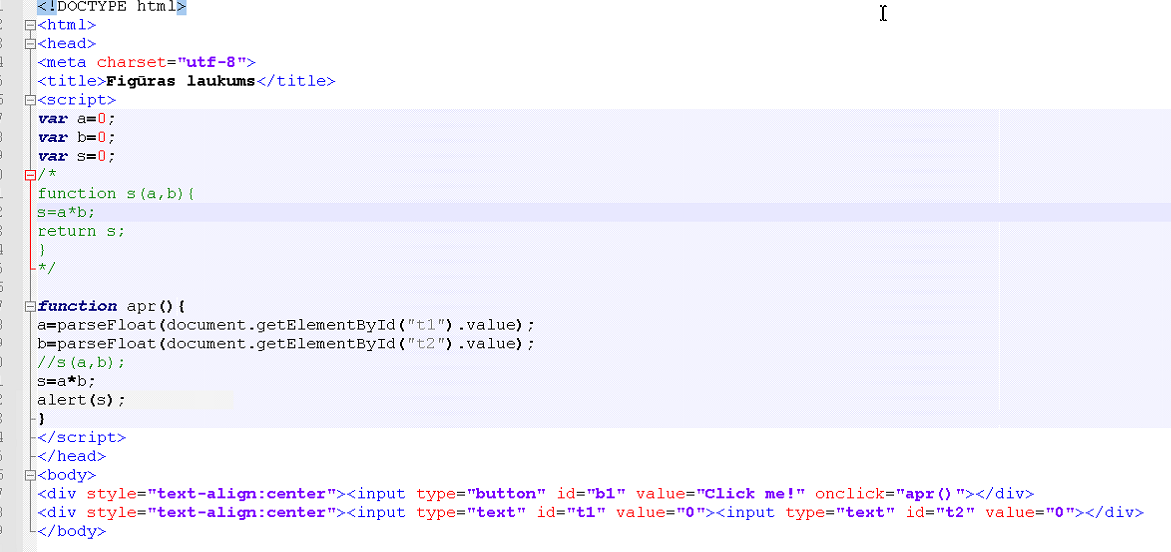 <!DOCTYPE html>
<html>
<head>
<meta charset="utf-8">
<title>Figūras laukums</title>
<script>
var a=0;
var b=0;
var s=0;
/*
function s(a,b){
s=a*b;
return s;
}
*/
function apr(){
a=parseFloat(document.getElementById("t1").value);
b=parseFloat(document.getElementById("t2").value);
//s(a,b);
s=a*b;
alert(s);
}
</script>
</head>
<body>
<div style="text-align:center"><input type="button" id="b1" value="Click me!" onclick="apr()"></div>
<div style="text-align:center"><input type="text" id="t1" value="0"><input type="text" id="t2" value="0"></div>
</body>